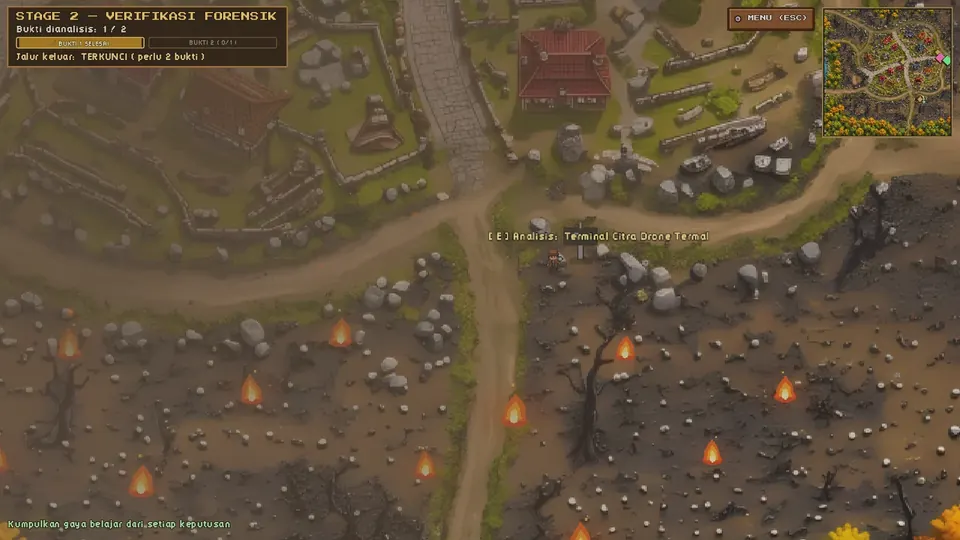 STAGE 2 — VERIFIKASI FORENSIK
Bukti dianalisis: 1 / 2
BUKTI 1 SELESAI
BUKTI 2 ( 0/1 )
Jalur keluar: TERKUNCI ( perlu 2 bukti )
MENU (ESC)
[ E ] Analisis: Terminal Citra Drone Termal
Kumpulkan gaya belajar dari setiap keputusan